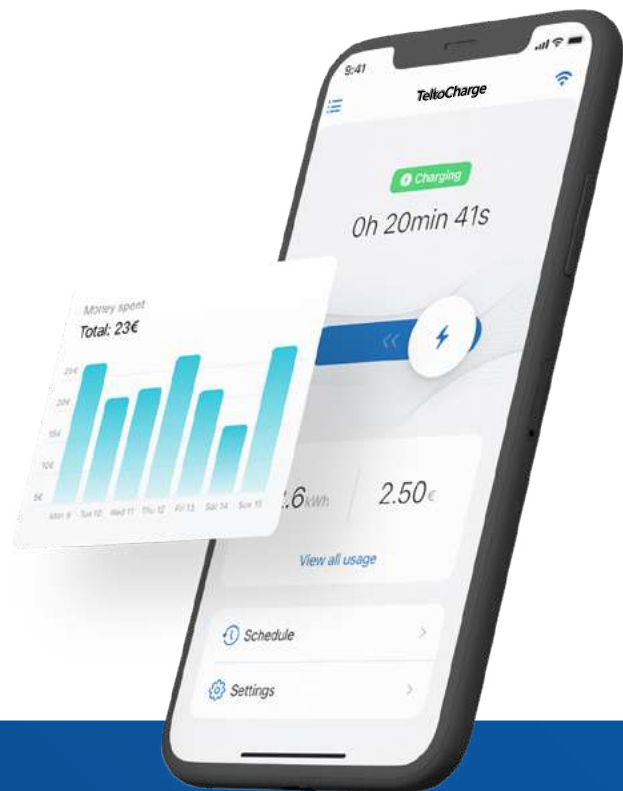 9:41
TeltoCharge
Charging
0h 20min 41s
Money spent
Total: 23€
25€
20€
15€
10€
5€
Mon 9 Tue 10 Wed 11 Thu 12 Fri 13 Sat 14 Sun 15
.6 kWh
2.50 €
View all usage
Schedule
Settings